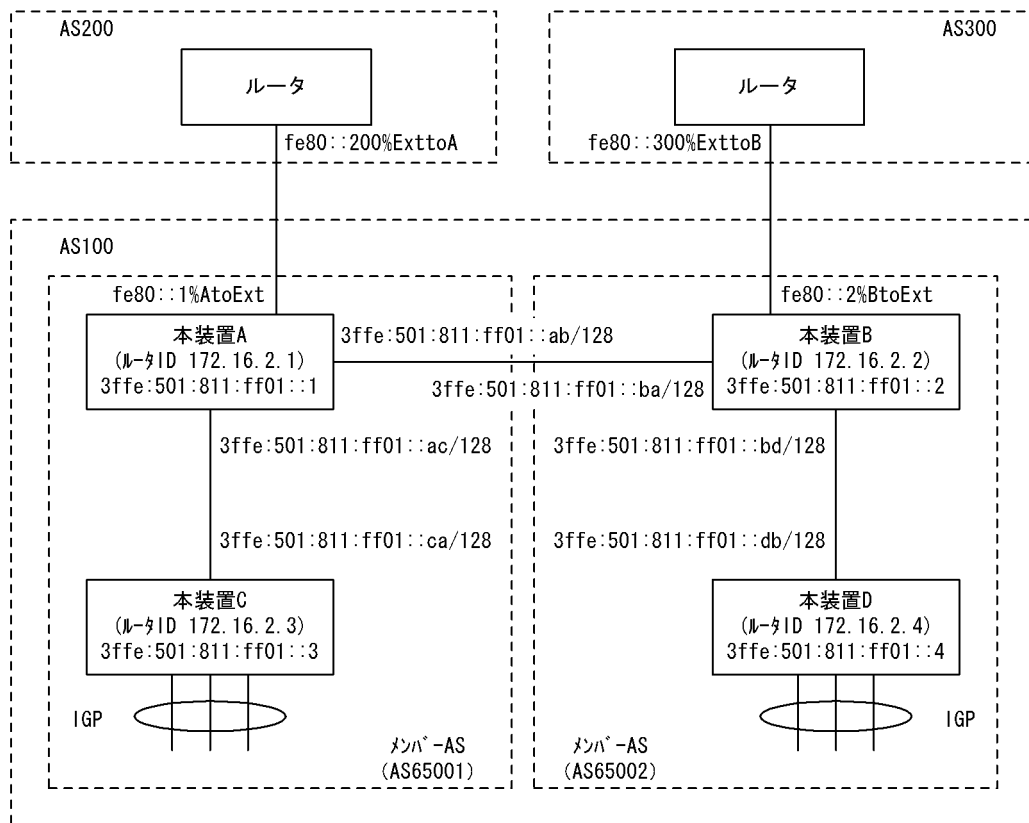 AS200
AS300
ルータ
ルータ
fe80::200%ExttoA
fe80::300%ExttoB
AS100
fe80::1%AtoExt
fe80::2%BtoExt
本装置A
(ﾙｰﾀID 172.16.2.1)
3ffe:501:811:ff01::1
3ffe:501:811:ff01::ab/128
3ffe:501:811:ff01::ba/128
本装置B
(ﾙｰﾀID 172.16.2.2)
3ffe:501:811:ff01::2
3ffe:501:811:ff01::ac/128
3ffe:501:811:ff01::bd/128
3ffe:501:811:ff01::ca/128
3ffe:501:811:ff01::db/128
本装置C
(ﾙｰﾀID 172.16.2.3)
3ffe:501:811:ff01::3
本装置D
(ﾙｰﾀID 172.16.2.4)
3ffe:501:811:ff01::4
IGP
IGP
ﾒﾝﾊﾞｰAS
(AS65001)
ﾒﾝﾊﾞｰAS
(AS65002)